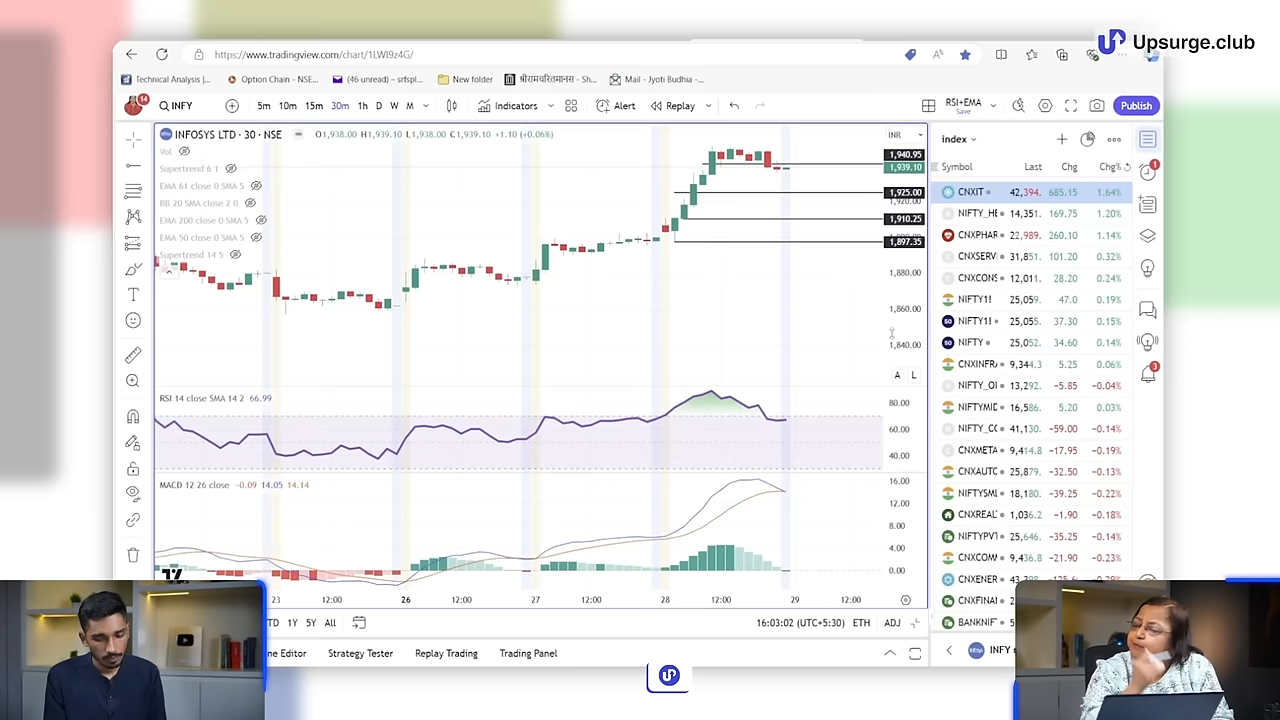 Upsurge.club
https://www.tradingview.com/chart/1LWI9z4G/
Technical Analysis |... Option Chain - NSE... (46 unread) - srfspl... New folder श्रीरामचरितमानस - Sh... Mail - Jyoti Budhia -...
14 INFY 5m 10m 15m 30m 1h D W M Indicators Alert Replay RSI+EMA Save Publish
INFOSYS LTD · 30 · NSE O1,938.00 H1,939.10 L1,938.00 C1,939.10 +1.10 (+0.06%) INR
Vol
Supertrend 6 1
EMA 61 close 0 SMA 5
BB 20 SMA close 2 0
EMA 200 close 0 SMA 5
EMA 50 close 0 SMA 5
Supertrend 14 5
1,940.95
1,939.10
1,925.00
1,920.00
1,910.25
1,897.35
1,880.00
1,860.00
1,840.00
A L
RSI 14 close SMA 14 2 66.99
80.00
60.00
40.00
MACD 12 26 close −0.09 14.05 14.14
16.00
12.00
8.00
4.00
0.00
23 12:00 26 12:00 27 12:00 28 12:00 29 12:00
TD 1Y 5Y All 16:03:02 (UTC+5:30) ETH ADJ
ne Editor Strategy Tester Replay Trading Trading Panel
index
Symbol Last Chg Chg%
CNXIT 42,394. 685.15 1.64%
NIFTY_HE 14,351. 169.75 1.20%
CNXPHAR 22,989. 260.10 1.14%
CNXSERV 31,851. 101.20 0.32%
CNXCONS 12,011. 28.20 0.24%
NIFTY1! 25,059. 47.0 0.19%
NIFTY1! 25,055. 37.30 0.15%
NIFTY 25,052. 34.60 0.14%
CNXINFRA 9,344.3 5.25 0.06%
NIFTY_OI 13,292. −5.85 −0.04%
NIFTYMID 16,586. 5.20 0.03%
NIFTY_CO 41,130. −59.00 −0.14%
CNXMETA 9,414.8 −17.95 −0.19%
CNXAUTO 25,879. −32.50 −0.13%
NIFTYSML 18,180. −39.25 −0.22%
CNXREAL 1,036.2 −1.90 −0.18%
NIFTYPVT 25,646. −35.25 −0.14%
CNXCOM 9,436.8 −21.90 −0.23%
CNXENER
CNXFINA
BANKNIF
INFY
1
3